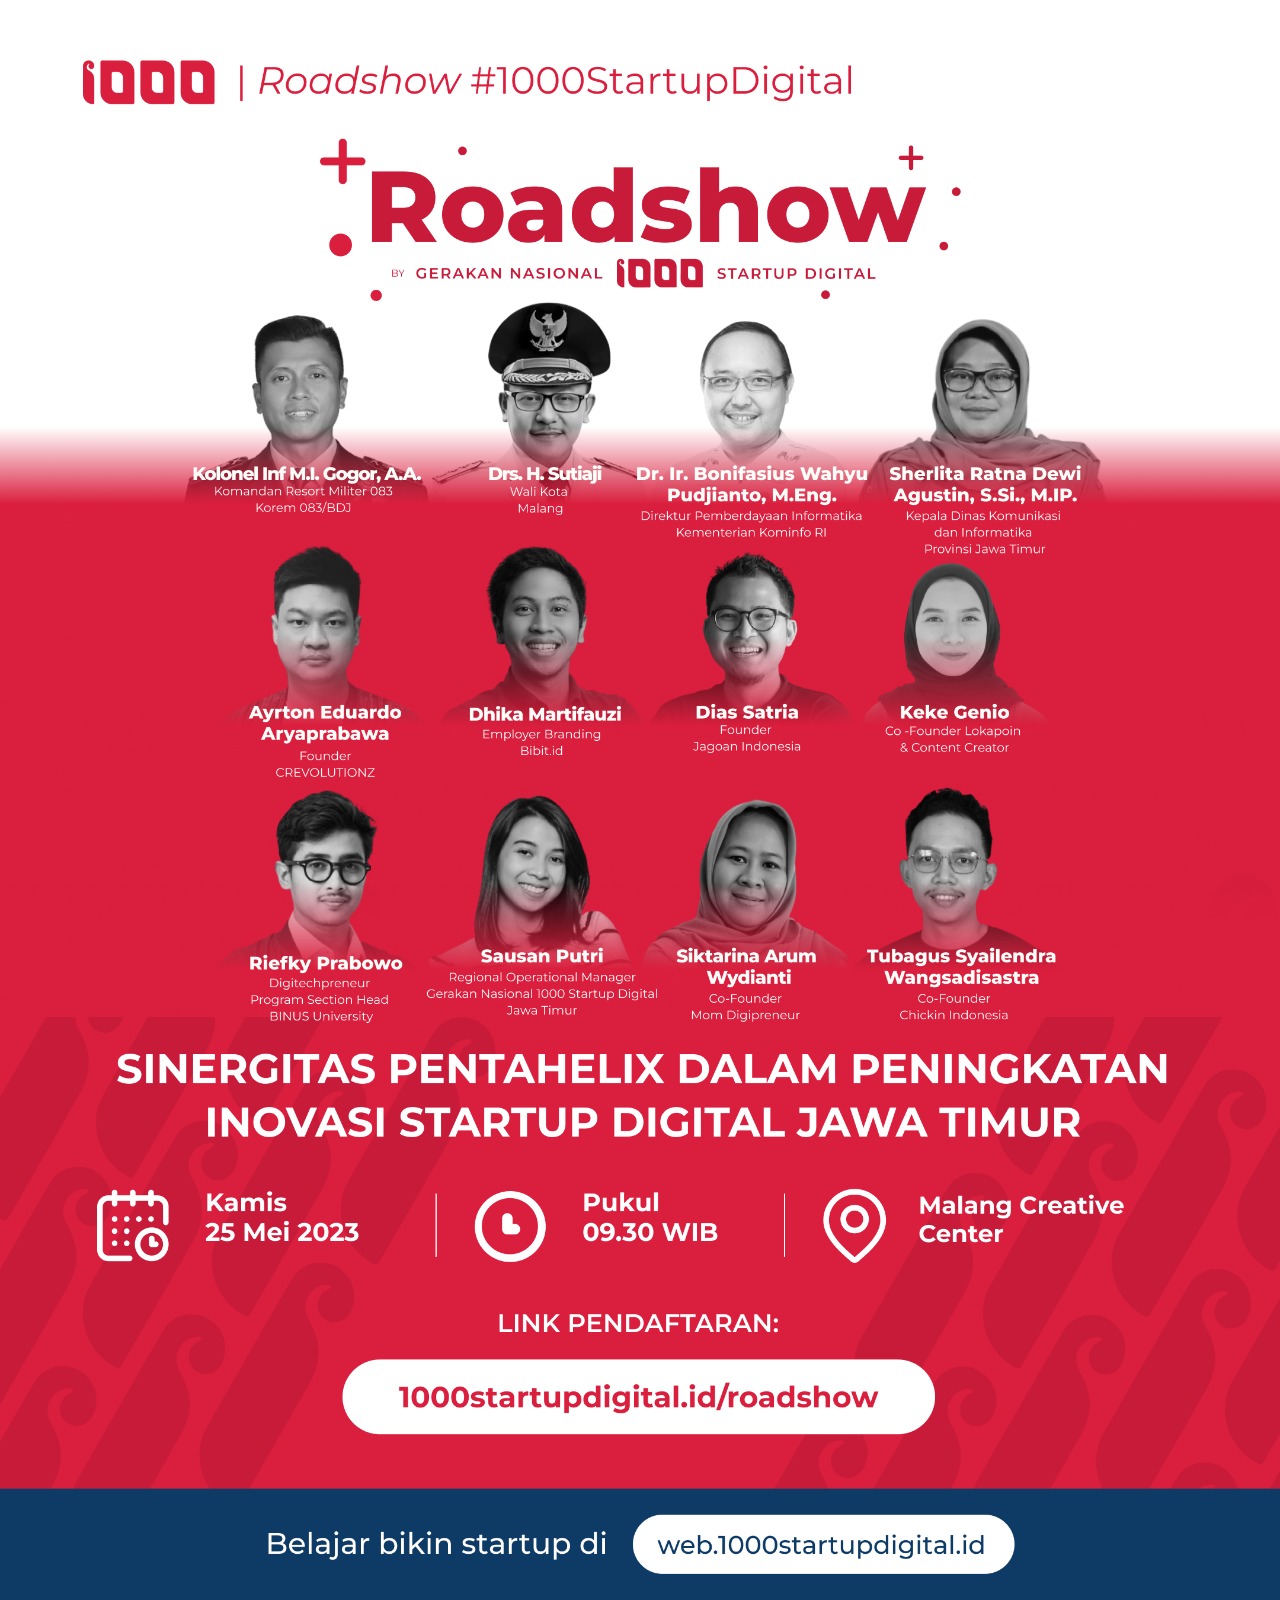 1000 | Roadshow #1000StartupDigital
Roadshow
BY GERAKAN NASIONAL 1000 STARTUP DIGITAL
Kolonel Inf M.I. Gogor, A.A.
Komandan Resort Militer 083
Korem 083/BDJ
Drs. H. Sutiaji
Wali Kota
Malang
Dr. Ir. Bonifasius Wahyu
Pudjianto, M.Eng.
Direktur Pemberdayaan Informatika
Kementerian Kominfo RI
Sherlita Ratna Dewi
Agustin, S.Si., M.IP.
Kepala Dinas Komunikasi
dan Informatika
Provinsi Jawa Timur
Ayrton Eduardo
Aryaprabawa
Founder
CREVOLUTIONZ
Dhika Martifauzi
Employer Branding
Bibit.id
Dias Satria
Founder
Jagoan Indonesia
Keke Genio
Co -Founder Lokapoin
& Content Creator
Riefky Prabowo
Digitechpreneur
Program Section Head
BINUS University
Sausan Putri
Regional Operational Manager
Gerakan Nasional 1000 Startup Digital
Jawa Timur
Siktarina Arum
Wydianti
Co-Founder
Mom Digipreneur
Tubagus Syailendra
Wangsadisastra
Co-Founder
Chickin Indonesia
SINERGITAS PENTAHELIX DALAM PENINGKATAN
INOVASI STARTUP DIGITAL JAWA TIMUR
Kamis
25 Mei 2023
Pukul
09.30 WIB
Malang Creative
Center
LINK PENDAFTARAN:
1000startupdigital.id/roadshow
Belajar bikin startup di web.1000startupdigital.id